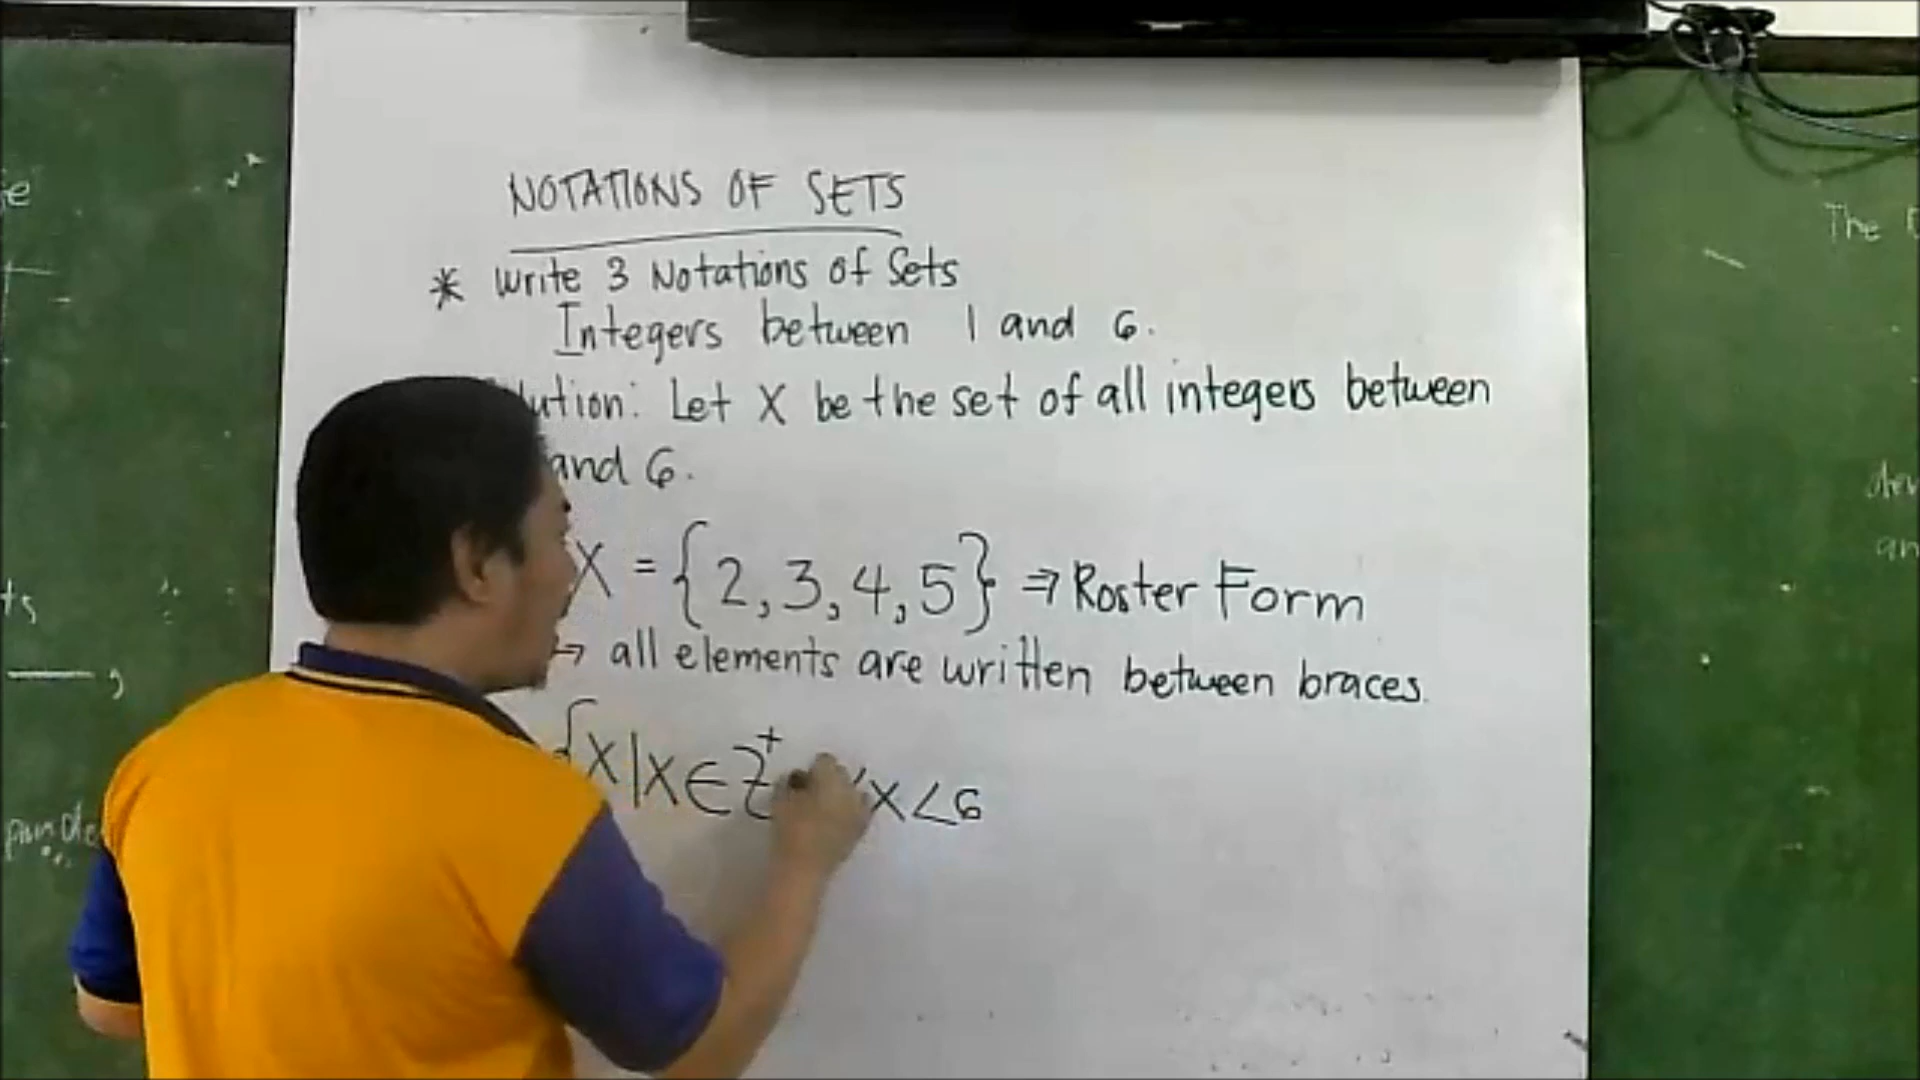 NOTATIONS OF SETS
* Write 3 Notations of Sets
Integers between 1 and 6.
lution: Let X be the set of all integers between
and 6.
X = {2, 3, 4, 5} ⇒ Roster Form
↦ all elements are written between braces.
{X|X∈Z⁺ X<6
The